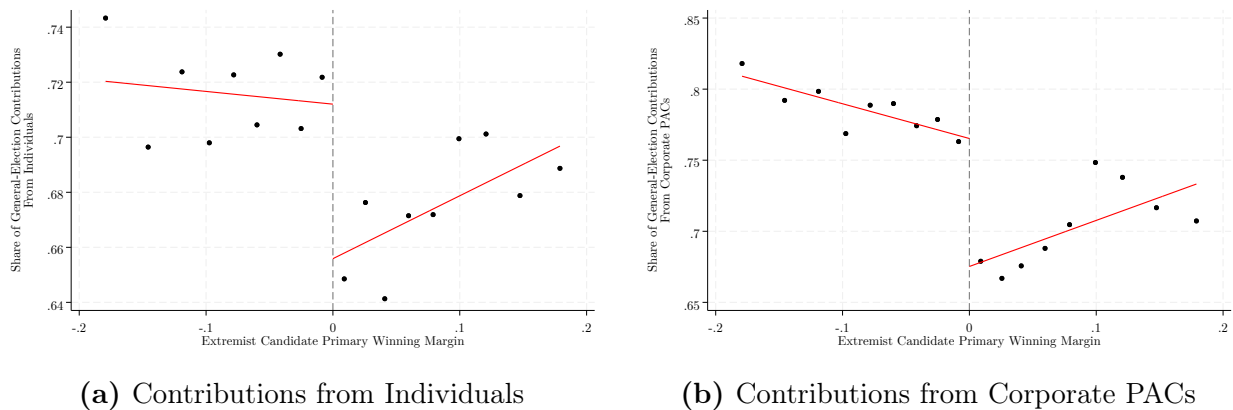 Share of General-Election Contributions
From Individuals
.74
.72
.7
.68
.66
.64
-.2
-.1
0
.1
.2
Extremist Candidate Primary Winning Margin
(a) Contributions from Individuals
Share of General-Election Contributions
From Corporate PACs
.85
.8
.75
.7
.65
-.2
-.1
0
.1
.2
Extremist Candidate Primary Winning Margin
(b) Contributions from Corporate PACs